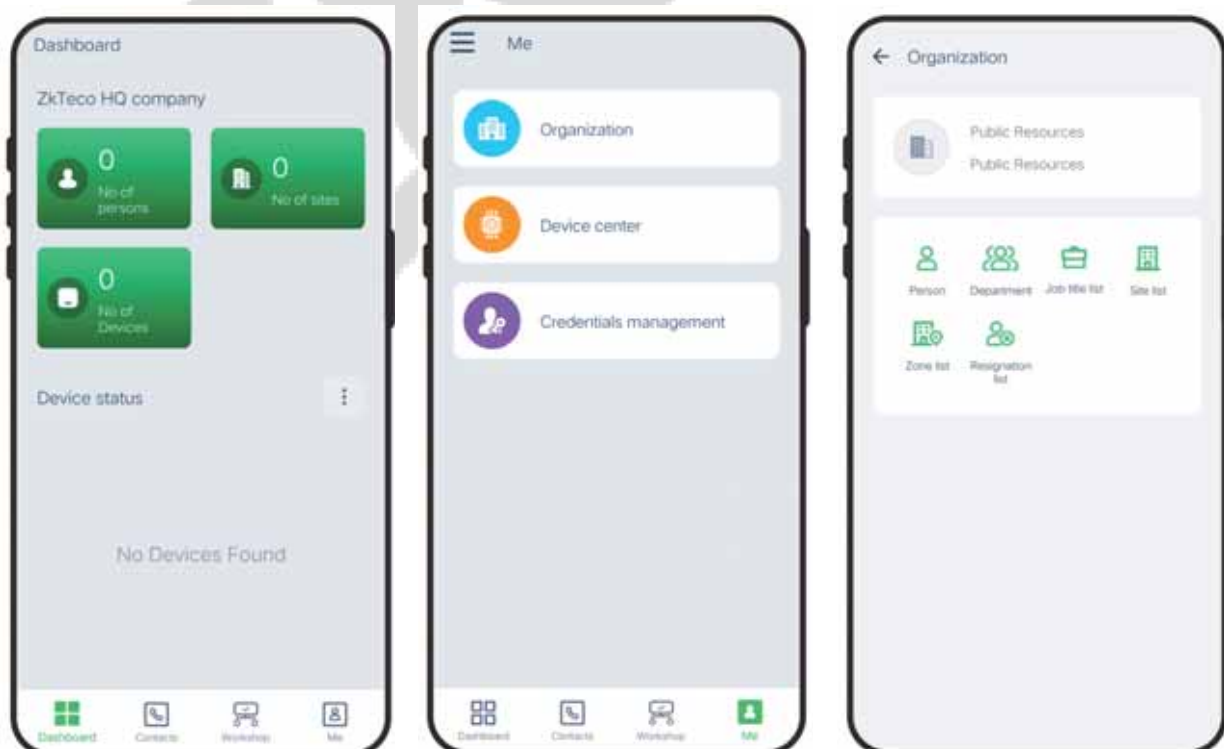 Dashboard
ZkTeco HQ company
0
No of
persons
0
No of sites
0
No of
Devices
Device status
No Devices Found
Dashboard
Contacts
Workshop
Me
Me
Organization
Device center
Credentials management
Dashboard
Contacts
Workshop
Me
Organization
Public Resources
Public Resources
Person
Department
Job title list
Site list
Zone list
Resignation
list